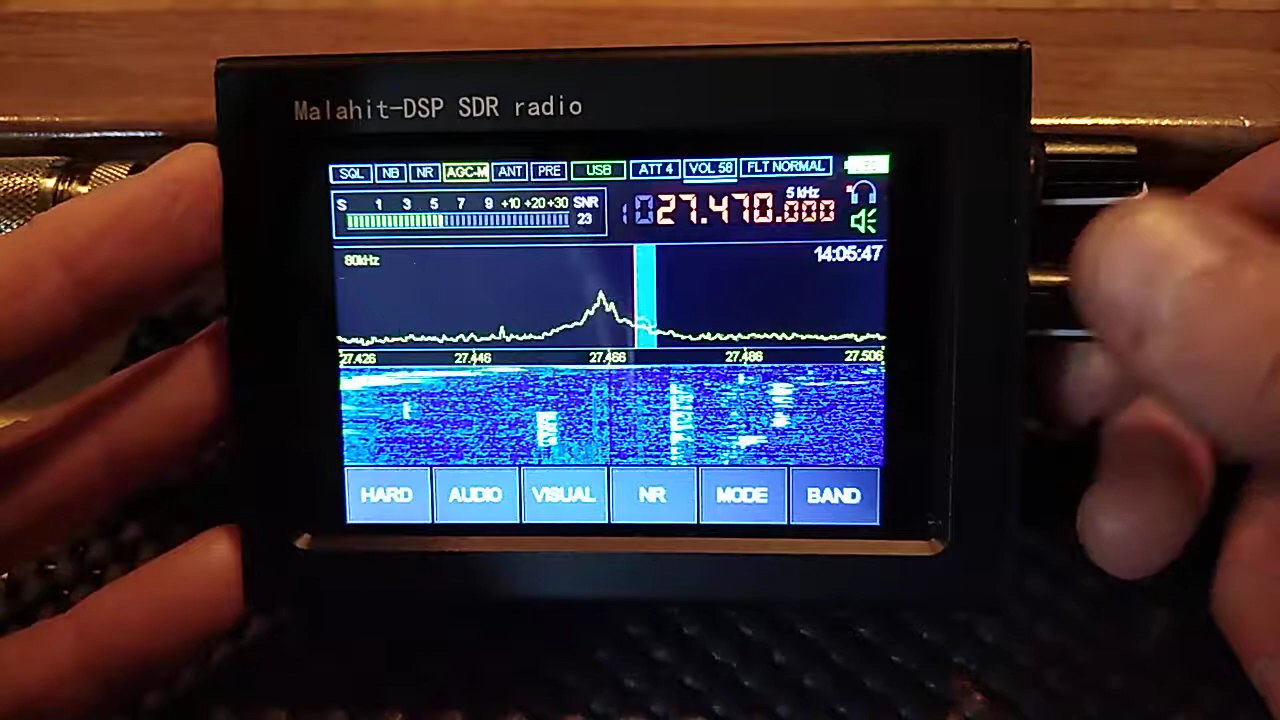 Malahit-DSP SDR radio
SQL NB NR AGC-M ANT PRE USB ATT 4 VOL 58 FLT NORMAL
S 1 3 5 7 9 +10 +20 +30 SNR
23
5 kHz
27.470.000
80kHz
14:05:47
27.426 27.446 27.466 27.486 27.506
HARD AUDIO VISUAL NR MODE BAND